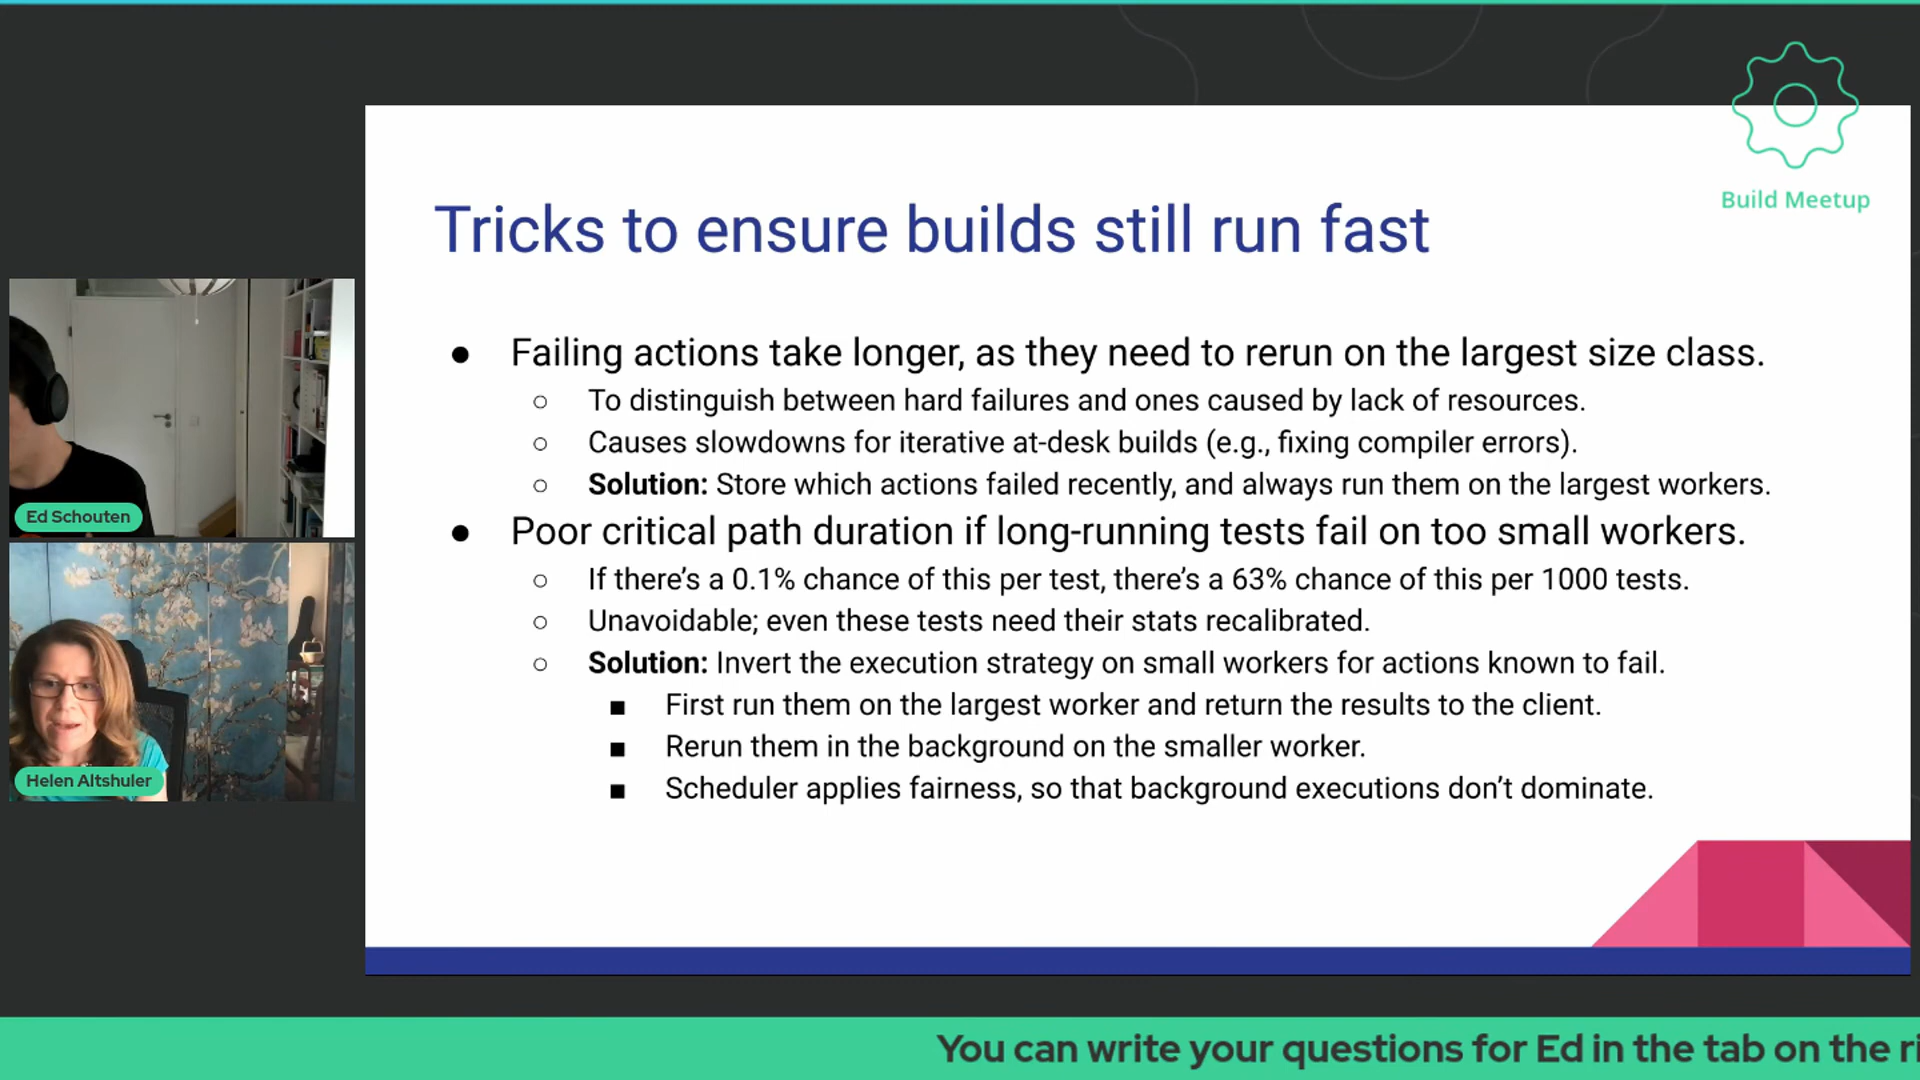 Build Meetup
Tricks to ensure builds still run fast
● Failing actions take longer, as they need to rerun on the largest size class.
○ To distinguish between hard failures and ones caused by lack of resources.
○ Causes slowdowns for iterative at-desk builds (e.g., fixing compiler errors).
○ Solution: Store which actions failed recently, and always run them on the largest workers.
● Poor critical path duration if long-running tests fail on too small workers.
○ If there’s a 0.1% chance of this per test, there’s a 63% chance of this per 1000 tests.
○ Unavoidable; even these tests need their stats recalibrated.
○ Solution: Invert the execution strategy on small workers for actions known to fail.
■ First run them on the largest worker and return the results to the client.
■ Rerun them in the background on the smaller worker.
■ Scheduler applies fairness, so that background executions don’t dominate.
Ed Schouten
Helen Altshuler
You can write your questions for Ed in the tab on the ri